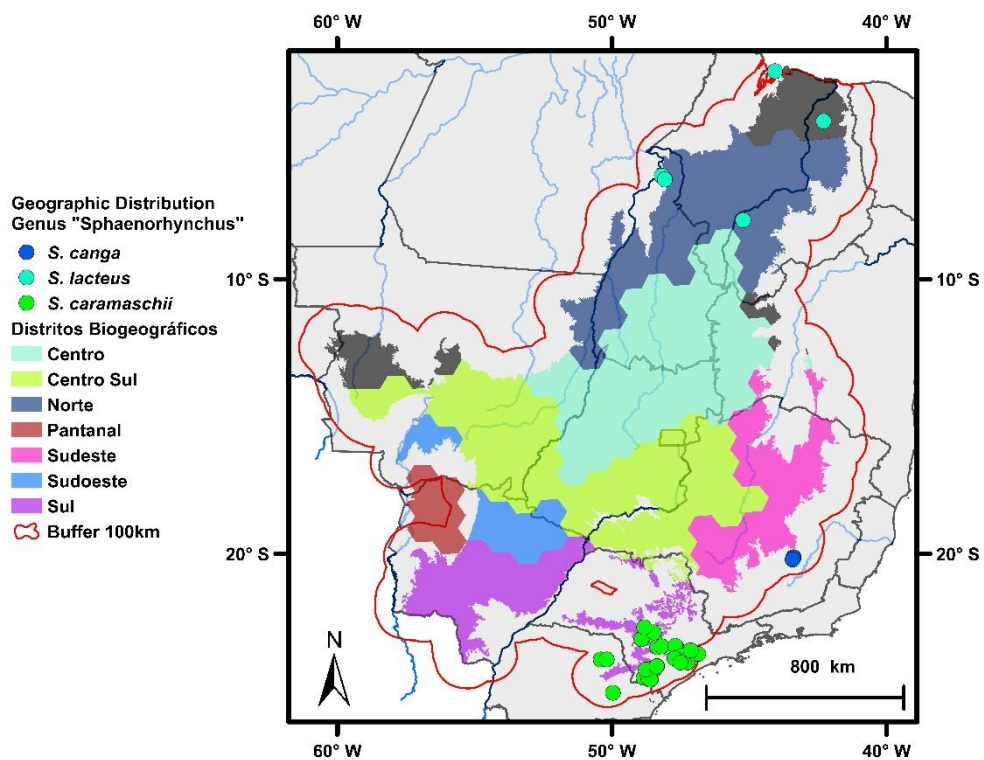 60° W 50° W 40° W
Geographic Distribution
Genus "Sphaenorhynchus"
S. canga
S. lacteus
S. caramaschii
Distritos Biogeográficos
Centro
Centro Sul
Norte
Pantanal
Sudeste
Sudoeste
Sul
Buffer 100km
10° S 10° S
20° S 20° S
N
800 km
60° W 50° W 40° W